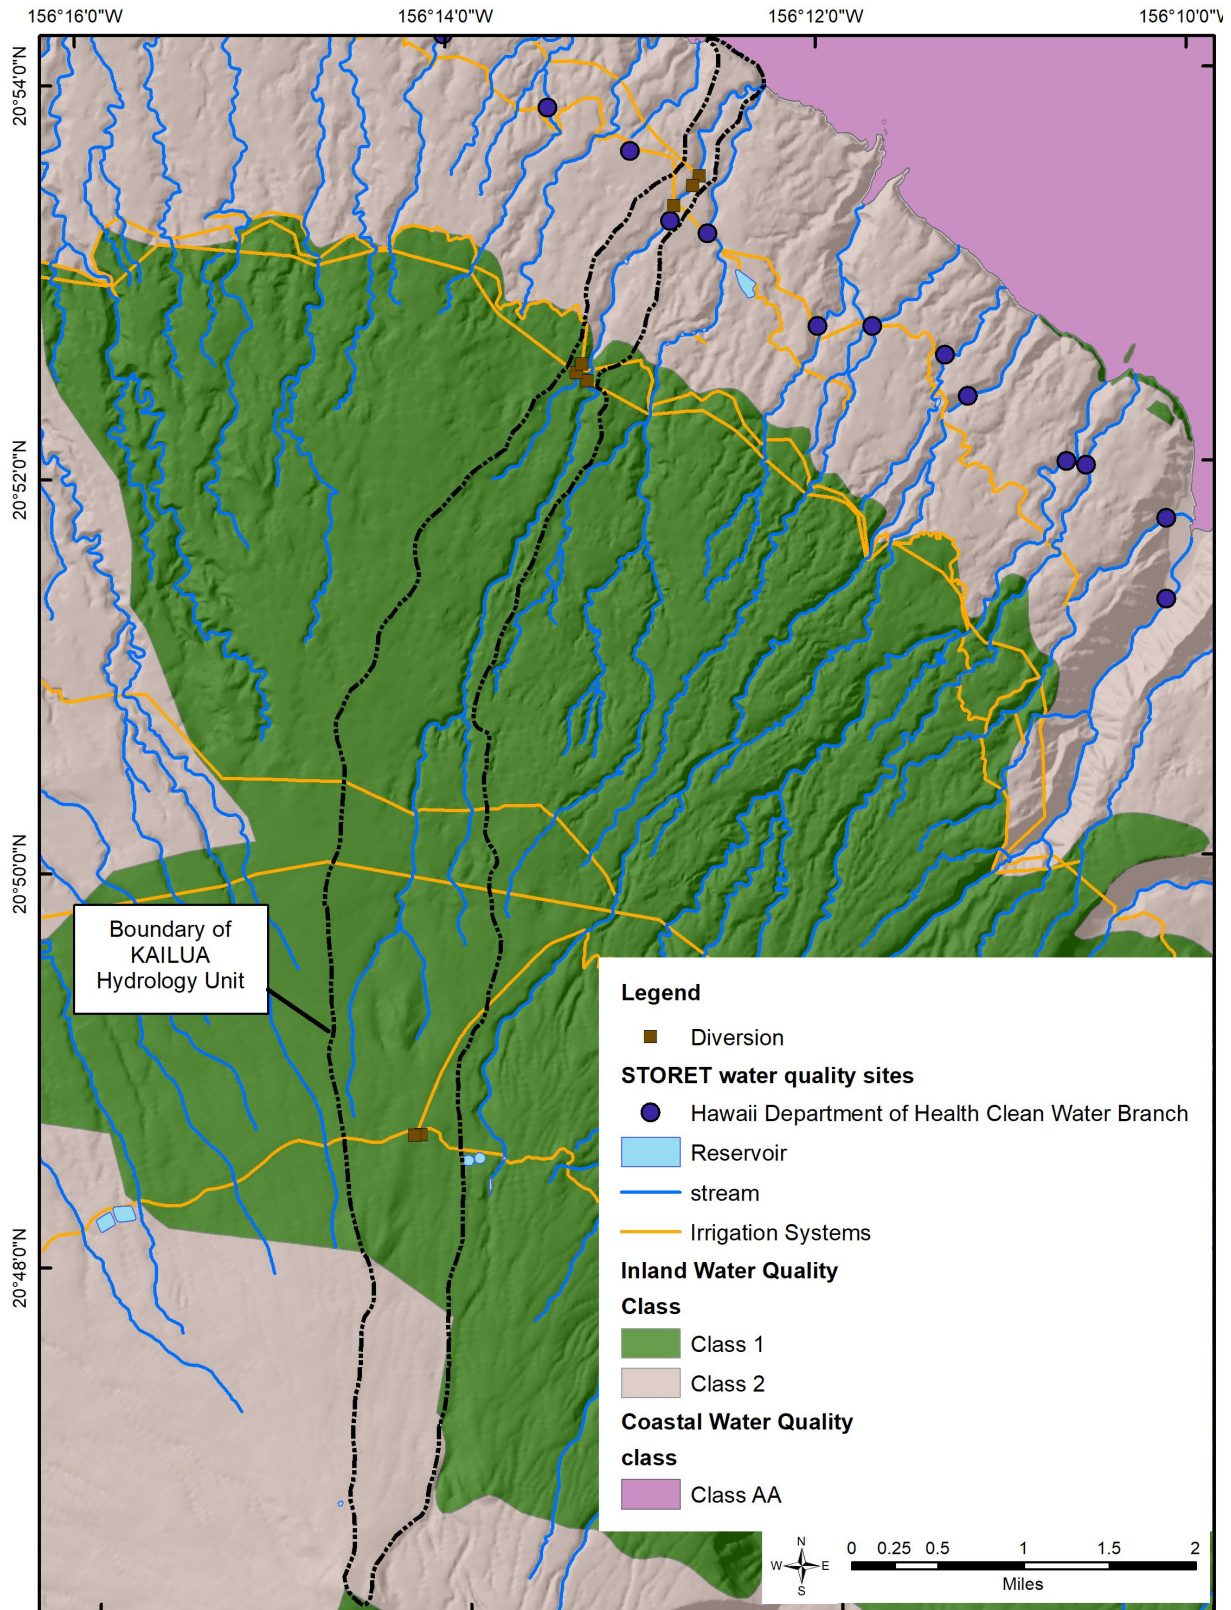 156°16'0"W 156°14'0"W 156°12'0"W
20°54'0"N
20°52'0"N
20°50'0"N
20°48'0"N
Boundary of
KAILUA
Hydrology Unit
Legend
Diversion
STORET water quality sites
Hawaii Department of Health Clean Water Branch
Reservoir
stream
Irrigation Systems
Inland Water Quality
Class
Class 1
Class 2
Coastal Water Quality
class
Class AA
N
W E
S
0 0.25 0.5 1 1.5 2
Miles